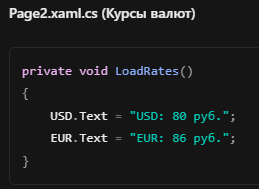 Page2.xaml.cs (Курсы валют)
private void LoadRates()
{
    USD.Text = "USD: 80 руб.";
    EUR.Text = "EUR: 86 руб.";
}